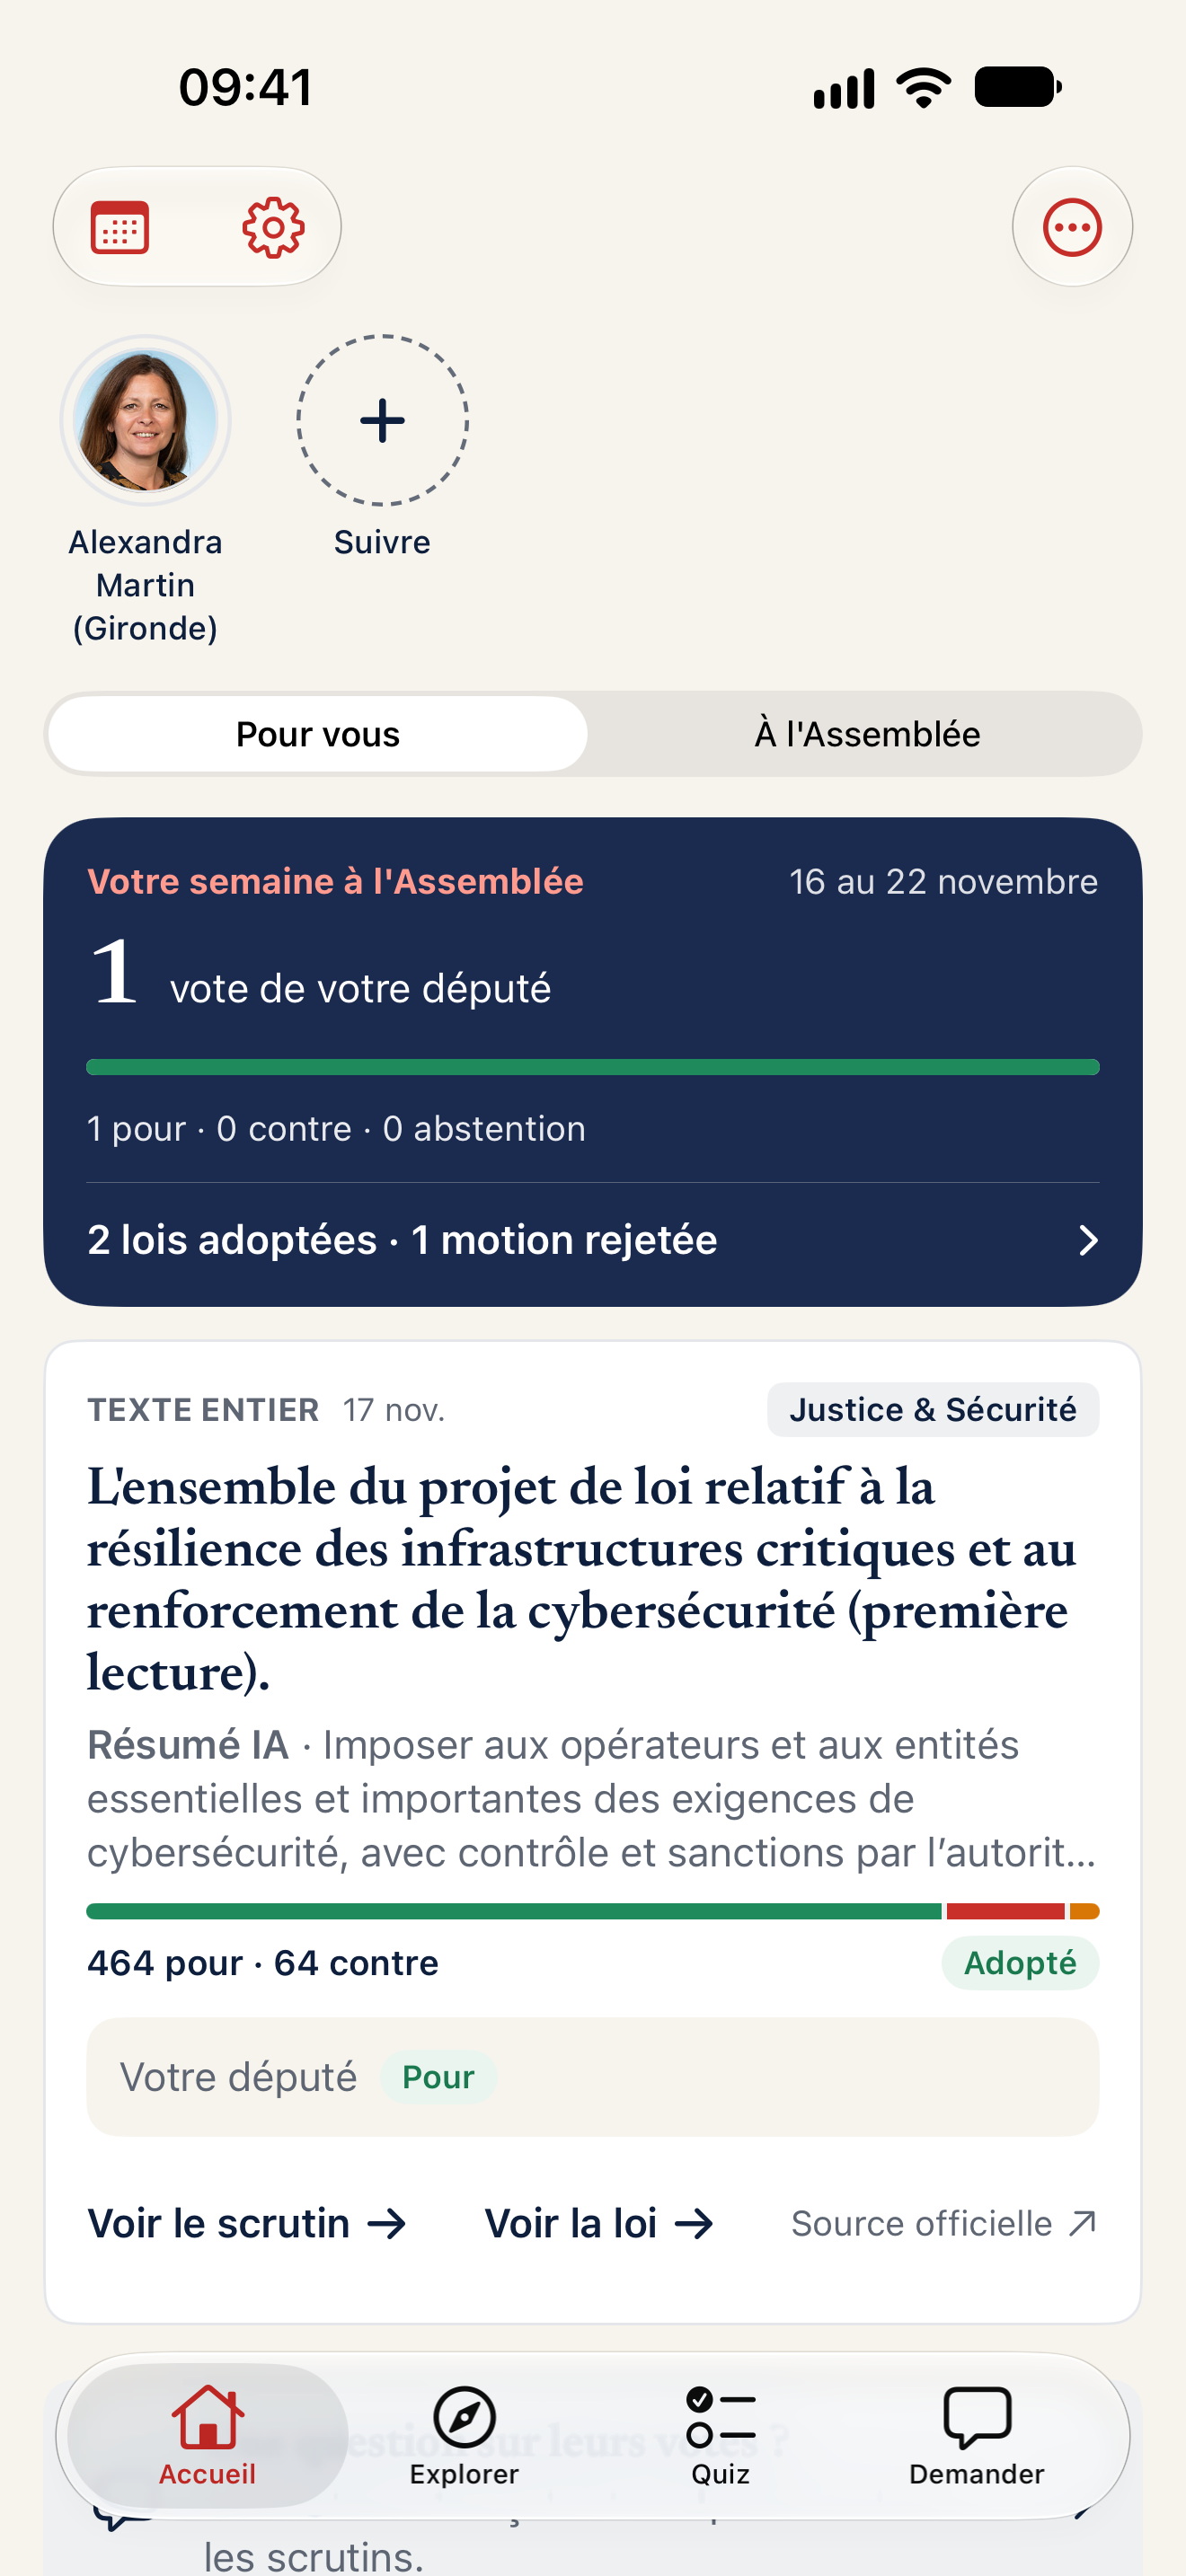 09:41
Alexandra
Martin
(Gironde)
Suivre
Pour vous
À l'Assemblée
Votre semaine à l'Assemblée
16 au 22 novembre
1 vote de votre député
1 pour · 0 contre · 0 abstention
2 lois adoptées · 1 motion rejetée
TEXTE ENTIER 17 nov.
Justice & Sécurité
L'ensemble du projet de loi relatif à la
résilience des infrastructures critiques et au
renforcement de la cybersécurité (première
lecture).
Résumé IA · Imposer aux opérateurs et aux entités
essentielles et importantes des exigences de
cybersécurité, avec contrôle et sanctions par l’autorit...
464 pour · 64 contre
Adopté
Votre député Pour
Voir le scrutin
Voir la loi
Source officielle
question sur leurs votes ?
Accueil
Explorer
Quiz
Demander
les scrutins.